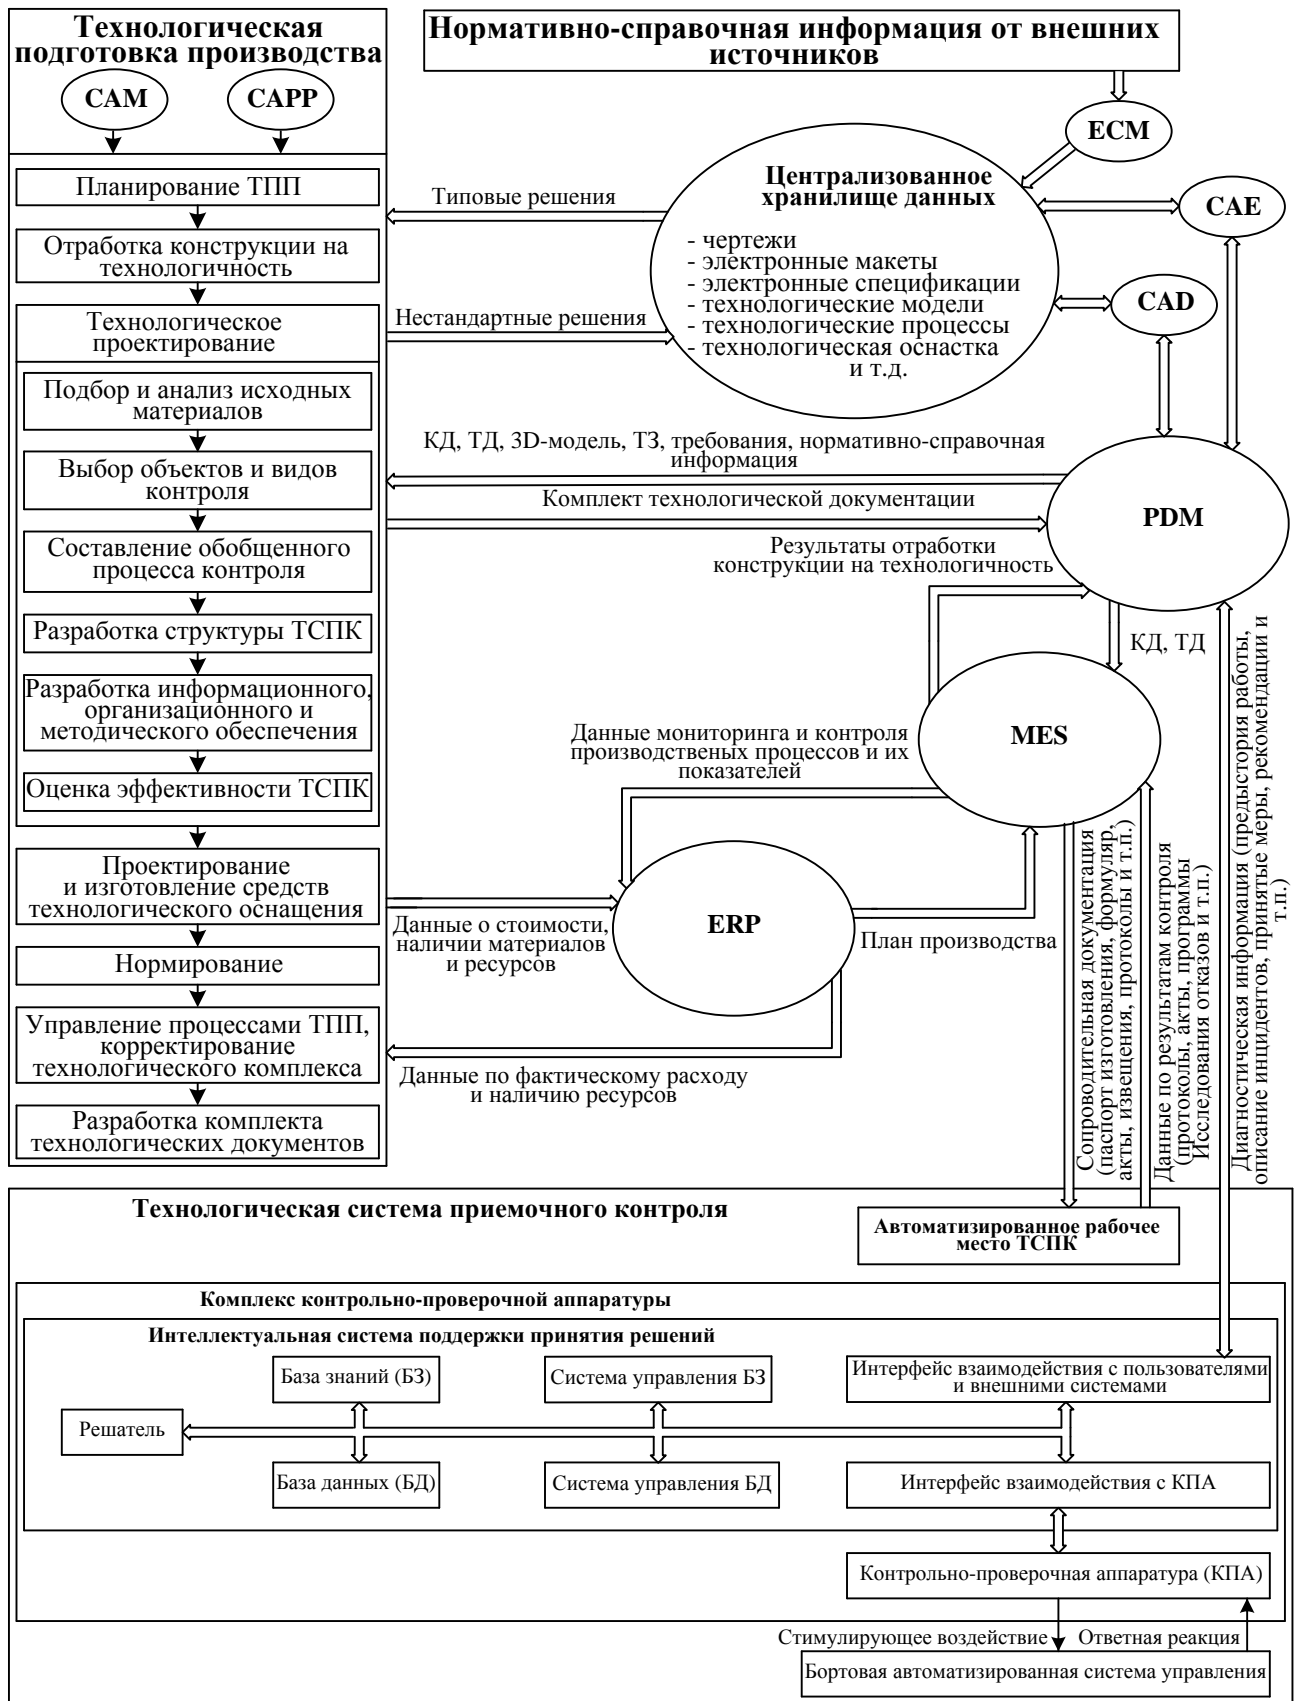 Технологическая
подготовка производства
CAM
CAPP
Планирование ТПП
Отработка конструкции на
технологичность
Технологическое
проектирование
Подбор и анализ исходных
материалов
Выбор объектов и видов
контроля
Составление обобщенного
процесса контроля
Разработка структуры ТСПК
Разработка информационного,
организационного и
методического обеспечения
Оценка эффективности ТСПК
Проектирование
и изготовление средств
технологического оснащения
Нормирование
Управление процессами ТПП,
корректирование
технологического комплекса
Разработка комплекта
технологических документов
Нормативно-справочная информация от внешних
источников
ECM
Централизованное
хранилище данных
- чертежи
- электронные макеты
- электронные спецификации
- технологические модели
- технологические процессы
- технологическая оснастка
и т.д.
CAE
CAD
Типовые решения
Нестандартные решения
КД, ТД, 3D-модель, ТЗ, требования, нормативно-справочная
информация
Комплект технологической документации
PDM
Результаты отработки
конструкции на технологичность
КД, ТД
MES
Данные мониторинга и контроля
производственых процессов и их
показателей
ERP
Данные о стоимости,
наличии материалов
и ресурсов
План производства
Данные по фактическому расходу
и наличию ресурсов
Сопроводительная документация
(паспорт изготовления, формуляр,
акты, извещения, протоколы и т.п.)
Данные по результатам контроля
(протоколы, акты, программы
Исследования отказов и т.п.)
Диагностическая информация (предыстория работы,
описание инцидентов, принятые меры, рекомендации и
т.п.)
Технологическая система приемочного контроля
Автоматизированное рабочее
место ТСПК
Комплекс контрольно-проверочной аппаратуры
Интеллектуальная система поддержки принятия решений
База знаний (БЗ)
Система управления БЗ
Интерфейс взаимодействия с пользователями
и внешними системами
Решатель
База данных (БД)
Система управления БД
Интерфейс взаимодействия с КПА
Контрольно-проверочная аппаратура (КПА)
Стимулирующее воздействие
Ответная реакция
Бортовая автоматизированная система управления